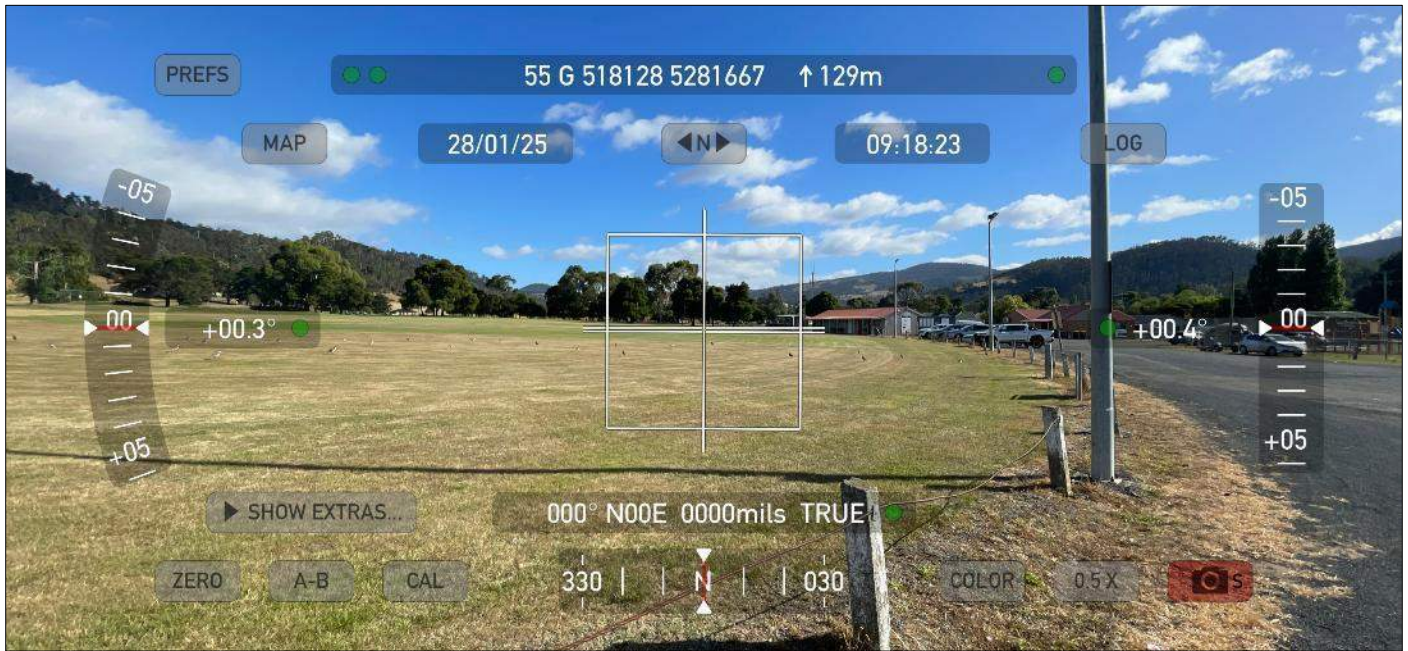 PREFS
55 G 518128 5281667 ↑ 129m
MAP
28/01/25
◀N▶
09:18:23
LOG
-05
-05
00
+00.3°
+00.4°
00
+05
+05
▶ SHOW EXTRAS...
000° N00E 0000mils TRUE
ZERO
A-B
CAL
330 | | N | | 030
COLOR
0.5 X
S